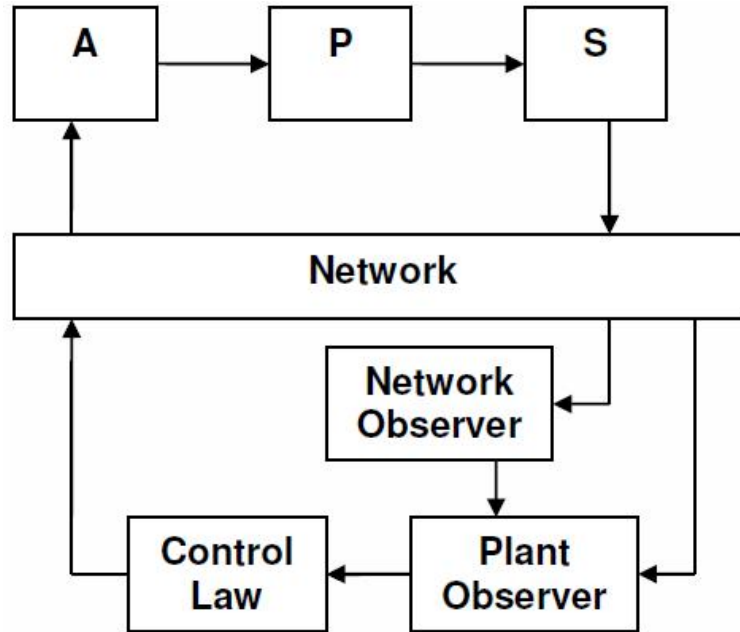 A
P
S
Network
Network
Observer
Control
Law
Plant
Observer